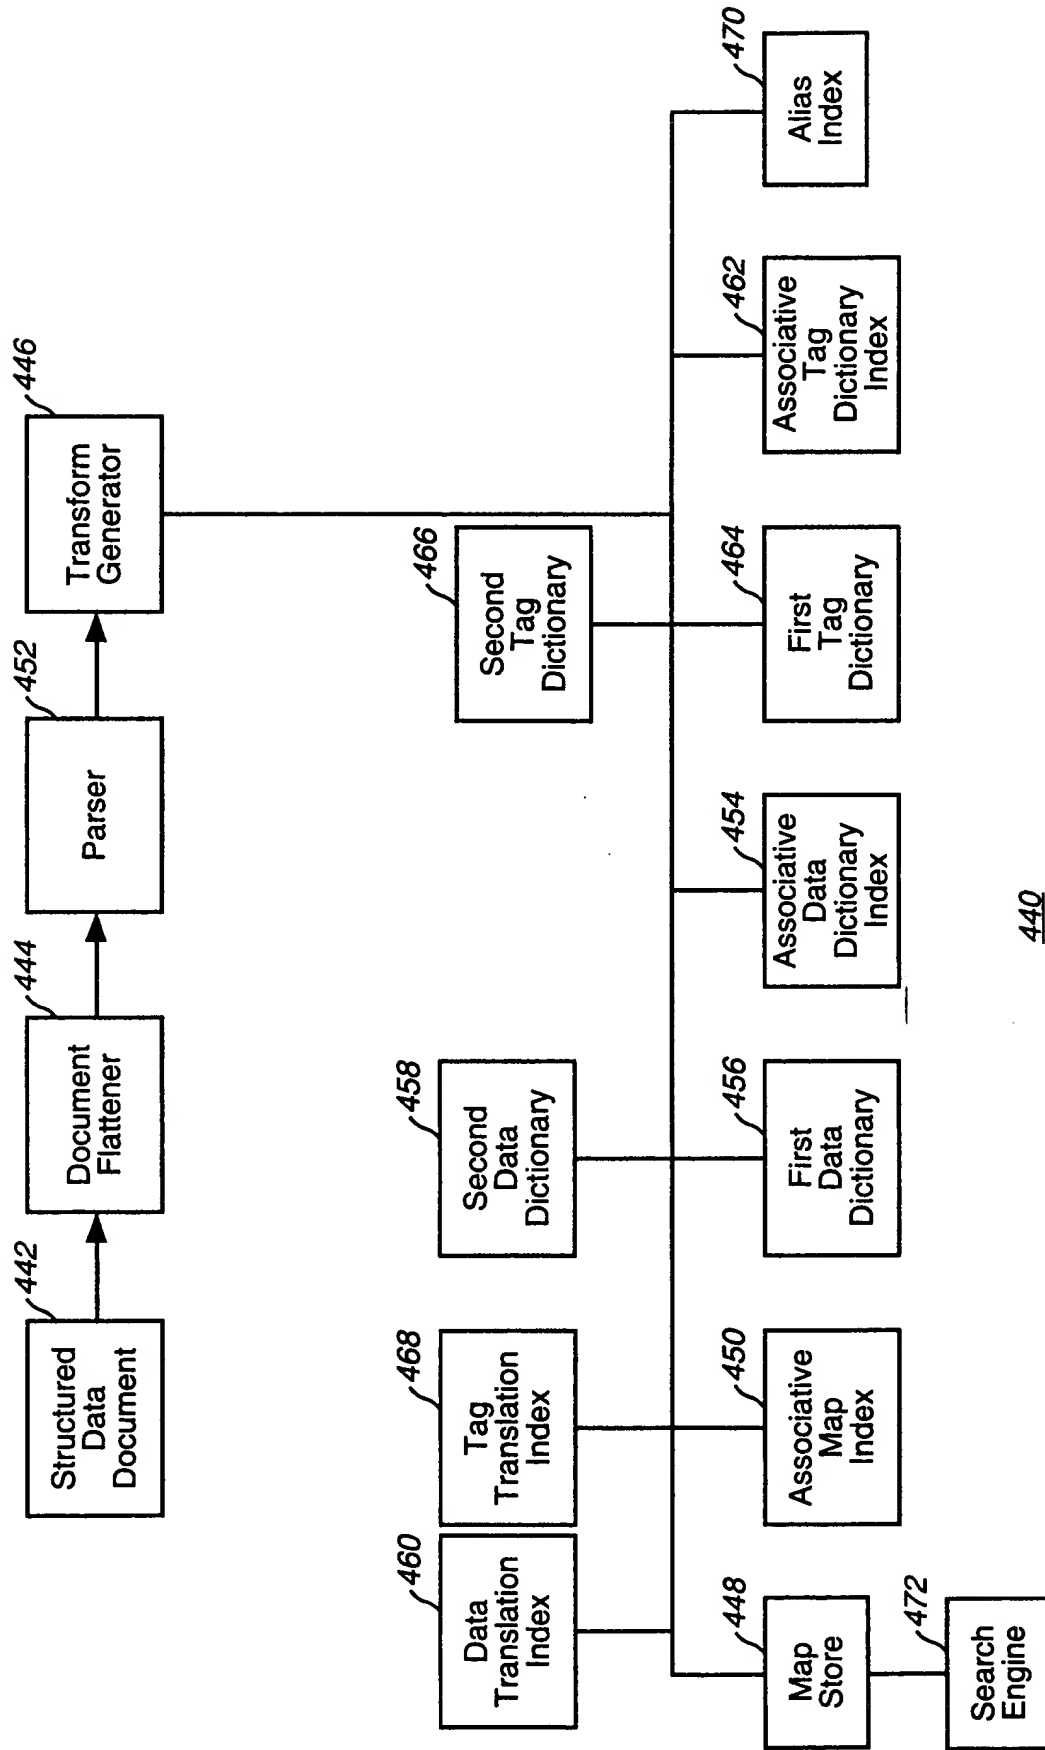 442
Structured
Data
Document
444
Document
Flattener
452
Parser
446
Transform
Generator
460
Data
Translation
Index
468
Tag
Translation
Index
458
Second
Data
Dictionary
466
Second
Tag
Dictionary
448
Map
Store
450
Associative
Map
Index
456
First
Data
Dictionary
454
Associative
Data
Dictionary
Index
464
First
Tag
Dictionary
462
Associative
Tag
Dictionary
Index
470
Alias
Index
472
Search
Engine
440